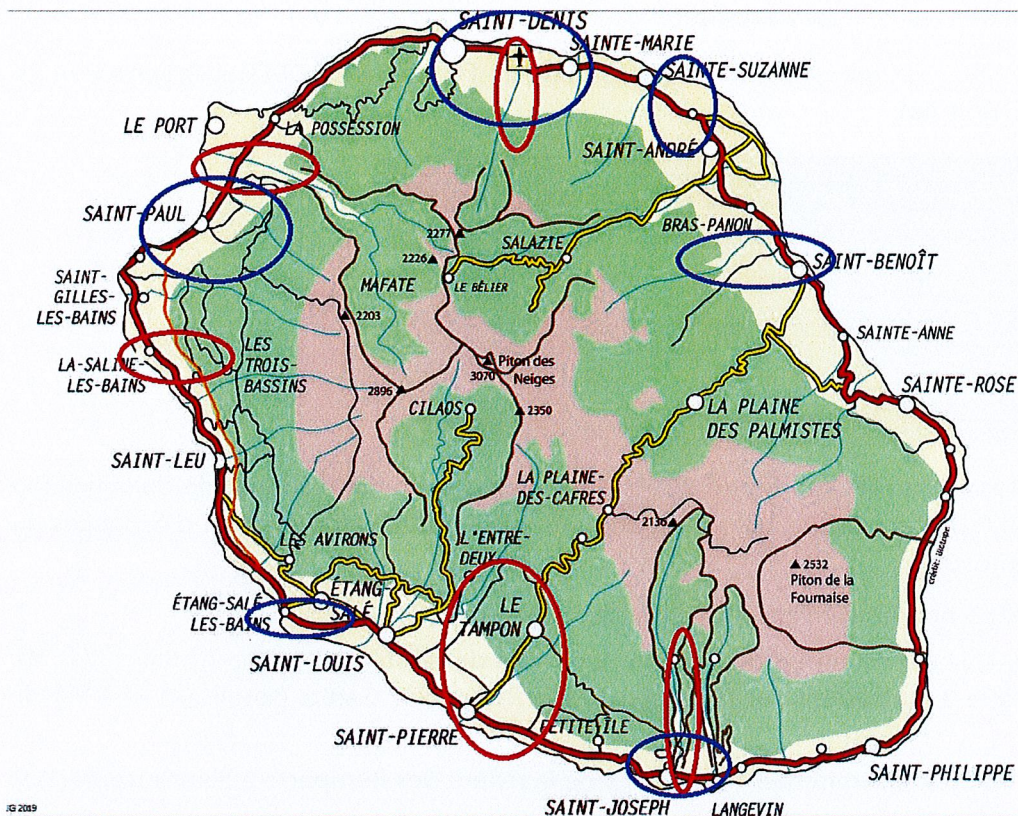 SAINT-DENIS
SAINTE-MARIE
SAINTE-SUZANNE
LE PORT
LA POSSESSION
SAINT-ANDRÉ
SAINT-PAUL
BRAS-PANON
2277
SALAZIE
2226
SAINT-BENOÎT
SAINT-
GILLES-
LES-BAINS
MAFATE
LE BÉLIER
2203
SAINTE-ANNE
LA-SALINE-
LES-BAINS
LES
TROIS-
BASSINS
Piton des
Neiges
3070
2896
CILAOS
2350
SAINTE-ROSE
LA PLAINE
DES PALMISTES
SAINT-LEU
LA PLAINE-
DES-CAFRES
2136
LES AVIRONS
L'ENTRE-
DEUX
2532
Piton de la
Fournaise
crédit: Bictope
ÉTANG-SALÉ
LES-BAINS
ÉTANG-
SALÉ
LE
TAMPON
SAINT-LOUIS
SAINT-PIERRE
PETITE-ÎLE
SAINT-PHILIPPE
SAINT-JOSEPH
LANGEVIN
JG 2019